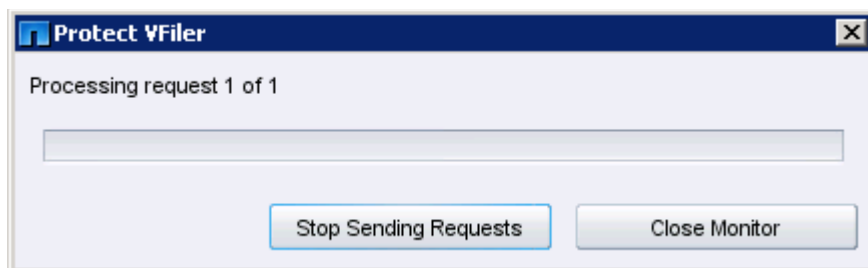 Protect VFiler
Processing request 1 of 1
Stop Sending Requests
Close Monitor